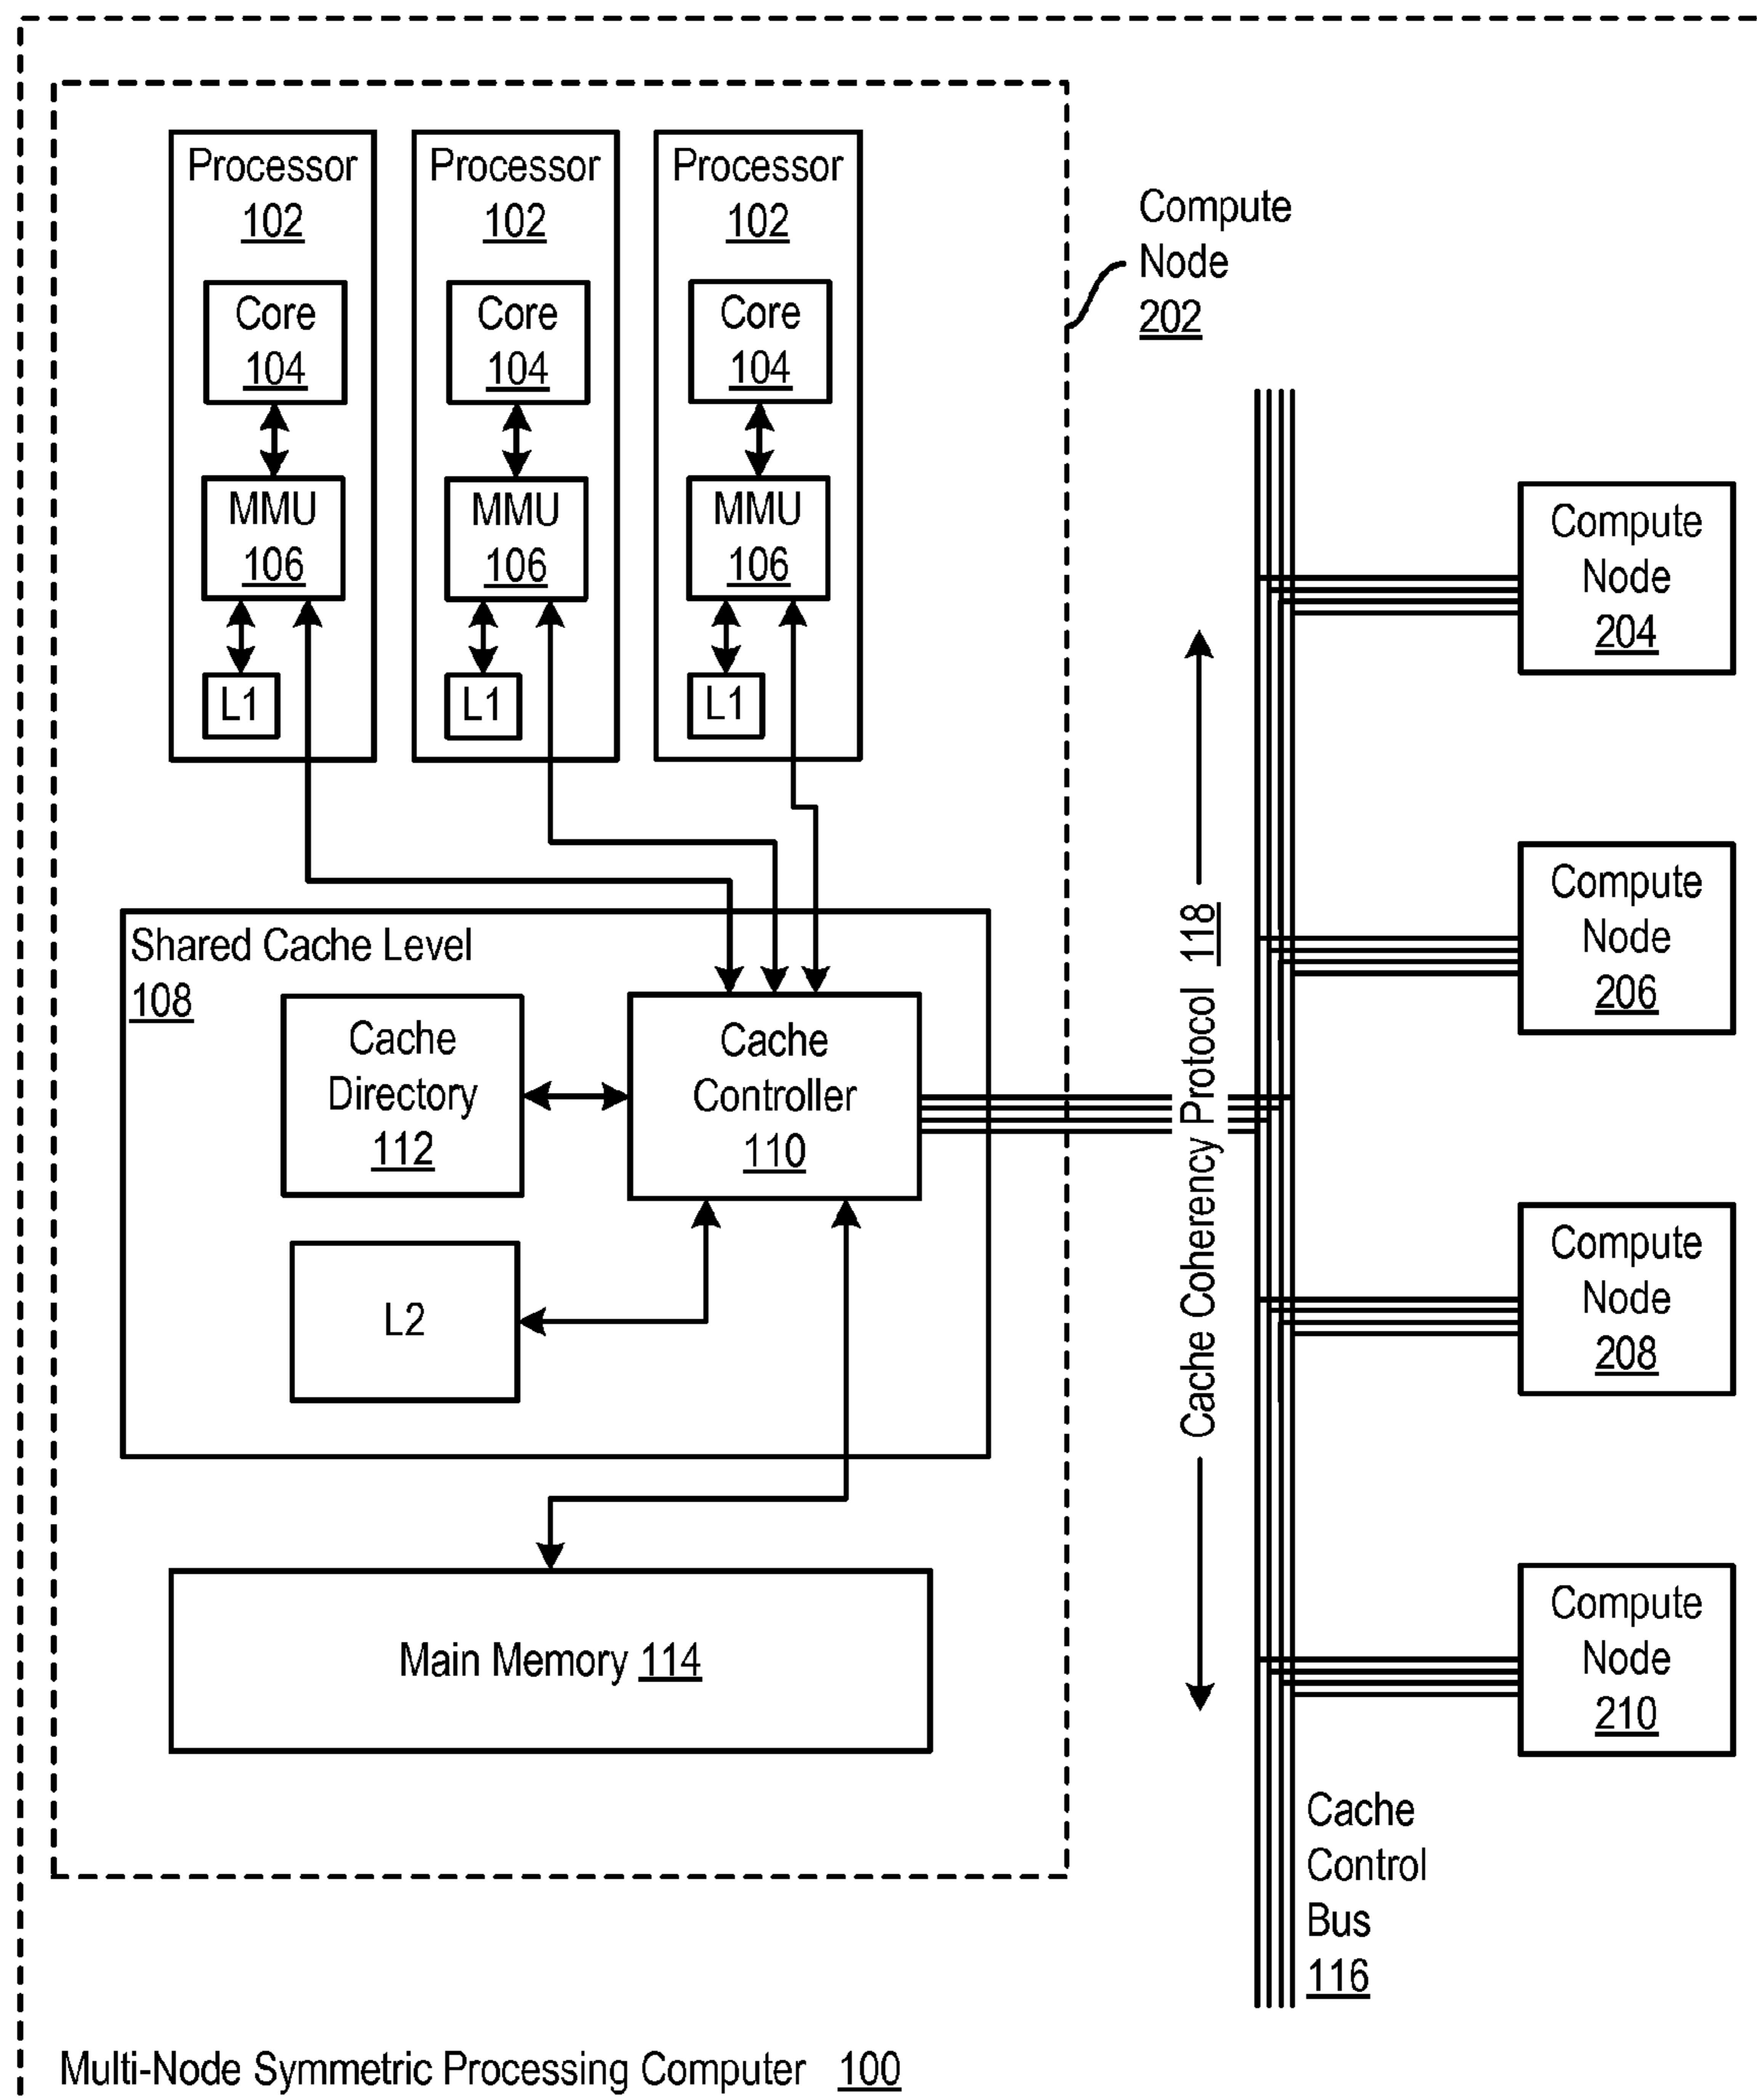 Processor
102
Core
104
MMU
106
L1
Processor
102
Core
104
MMU
106
L1
Processor
102
Core
104
MMU
106
L1
Compute
Node
202
Shared Cache Level
108
Cache
Directory
112
Cache
Controller
110
L2
Main Memory 114
Cache Coherency Protocol 118
Compute
Node
204
Compute
Node
206
Compute
Node
208
Compute
Node
210
Cache
Control
Bus
116
Multi-Node Symmetric Processing Computer 100